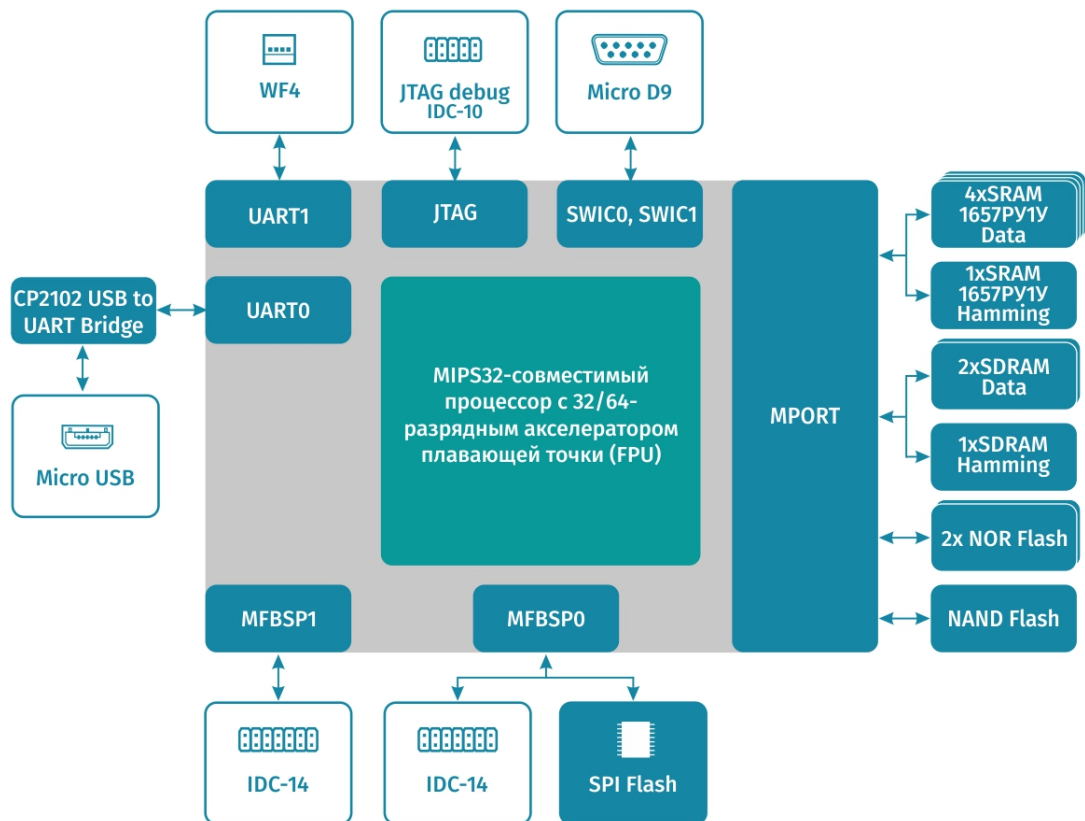 WF4
JTAG debug
IDC-10
Micro D9
UART1
JTAG
SWIC0, SWIC1
4xSRAM
1657РУ1У
Data
1xSRAM
1657РУ1У
Hamming
CP2102 USB to
UART Bridge
UART0
MIPS32-совместимый
процессор с 32/64-
разрядным акселератором
плавающей точки (FPU)
MPORT
2xSDRAM
Data
1xSDRAM
Hamming
Micro USB
2x NOR Flash
MFBSP1
MFBSP0
NAND Flash
IDC-14
IDC-14
SPI Flash